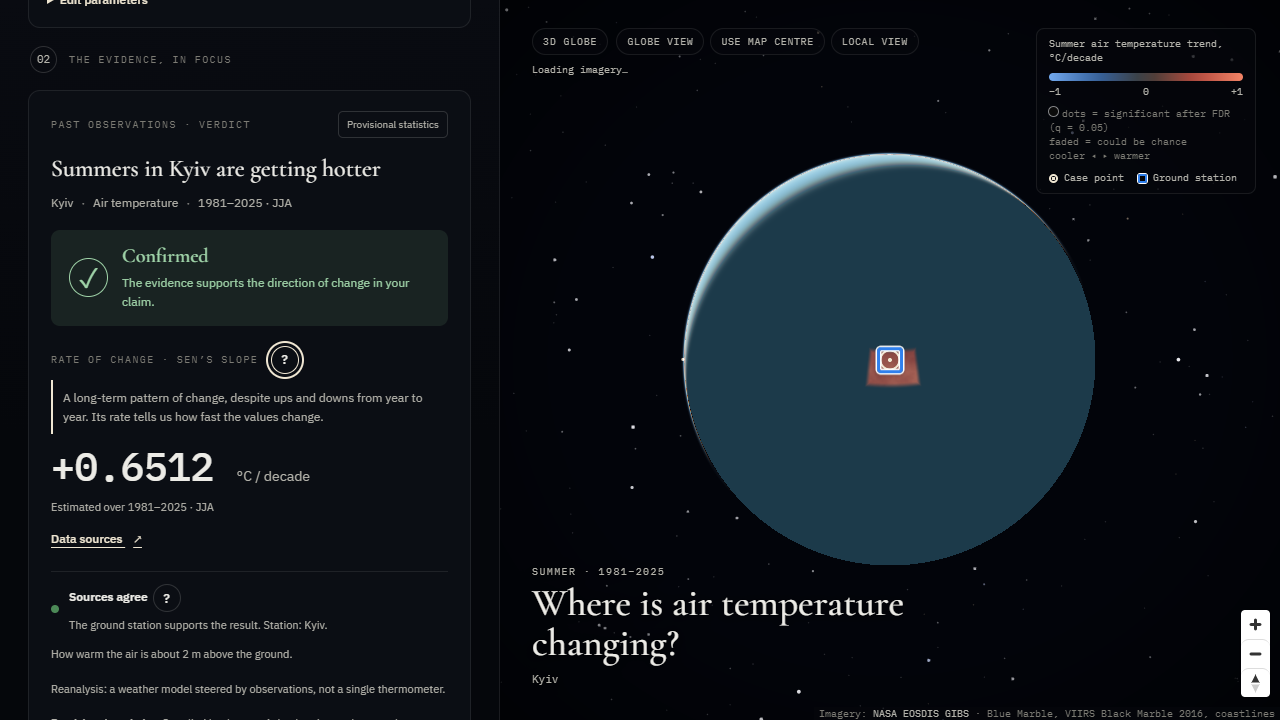 Edit parameters
02 THE EVIDENCE, IN FOCUS
PAST OBSERVATIONS · VERDICT
Provisional statistics
Summers in Kyiv are getting hotter
Kyiv · Air temperature · 1981–2025 · JJA
Confirmed
The evidence supports the direction of change in your
claim.
RATE OF CHANGE · SEN'S SLOPE ?
A long-term pattern of change, despite ups and downs from year to
year. Its rate tells us how fast the values change.
+0.6512 °C / decade
Estimated over 1981–2025 · JJA
Data sources ↗
Sources agree ?
The ground station supports the result. Station: Kyiv.
How warm the air is about 2 m above the ground.
Reanalysis: a weather model steered by observations, not a single thermometer.
3D GLOBE
GLOBE VIEW
USE MAP CENTRE
LOCAL VIEW
Loading imagery…
Summer air temperature trend,
°C/decade
−1 0 +1
dots = significant after FDR
(q = 0.05)
faded = could be chance
cooler • • warmer
Case point Ground station
SUMMER · 1981–2025
Where is air temperature
changing?
Kyiv
Imagery: NASA EOSDIS GIBS · Blue Marble, VIIRS Black Marble 2016, coastlines